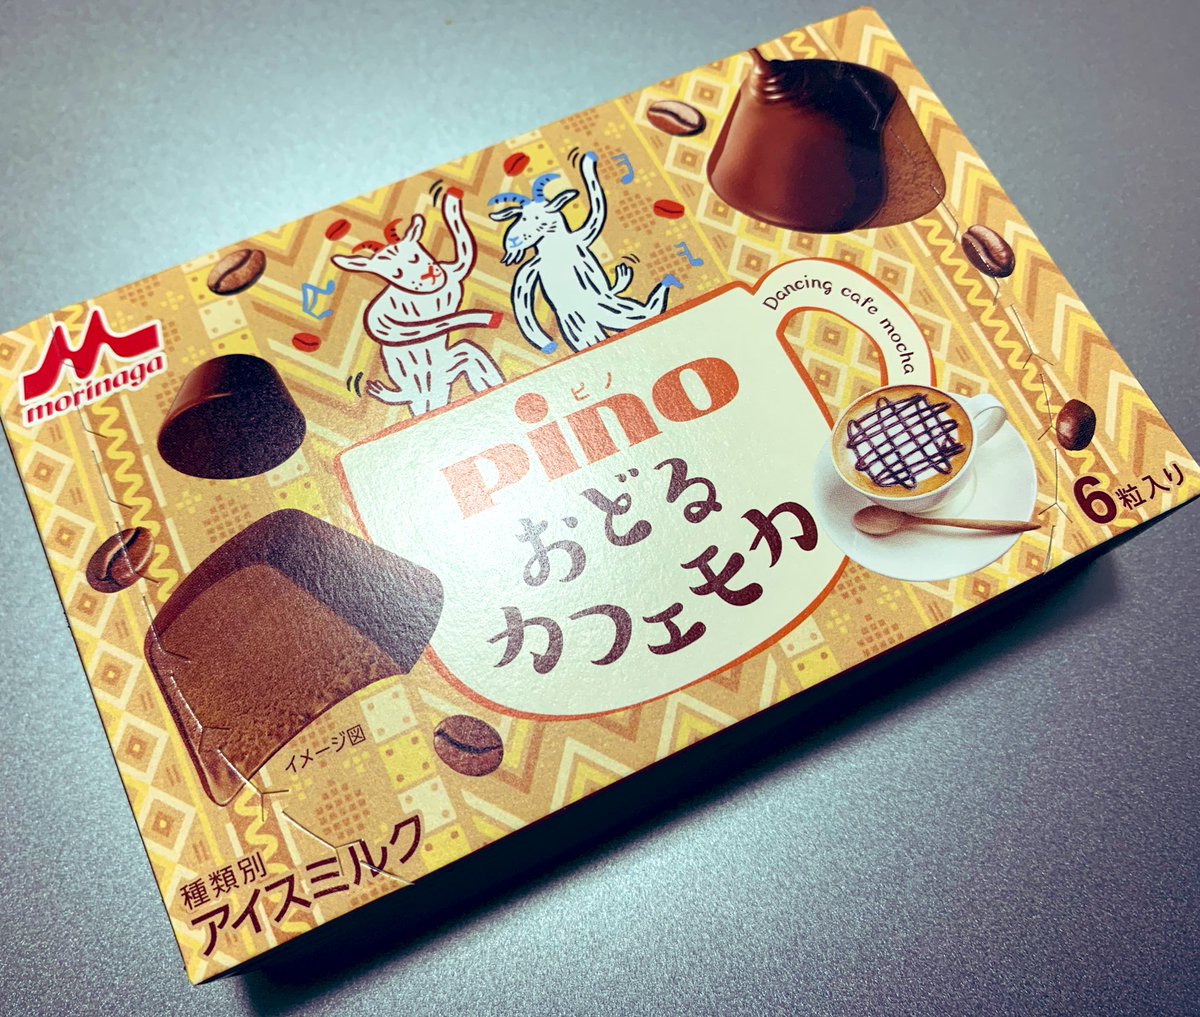 morinaga
pino
ピノ
おどる
カフェモカ
Dancing cafe mocha
6粒入り
イメージ図
種類別
アイスミルク